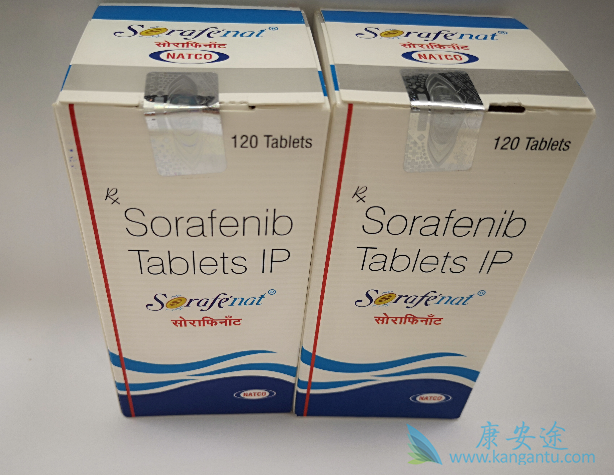 Sorafenat®
सोराफिनॉट
NATCO
120 Tablets
Rx
Sorafenib
Tablets IP
Sorafenat®
सोराफिनॉट
NATCO
Sorafenat®
सोराफिनॉट
NATCO
120 Tablets
Rx
Sorafenib
Tablets IP
Sorafenat®
सोराफिनॉट
NATCO
康安途
www.kangantu.com